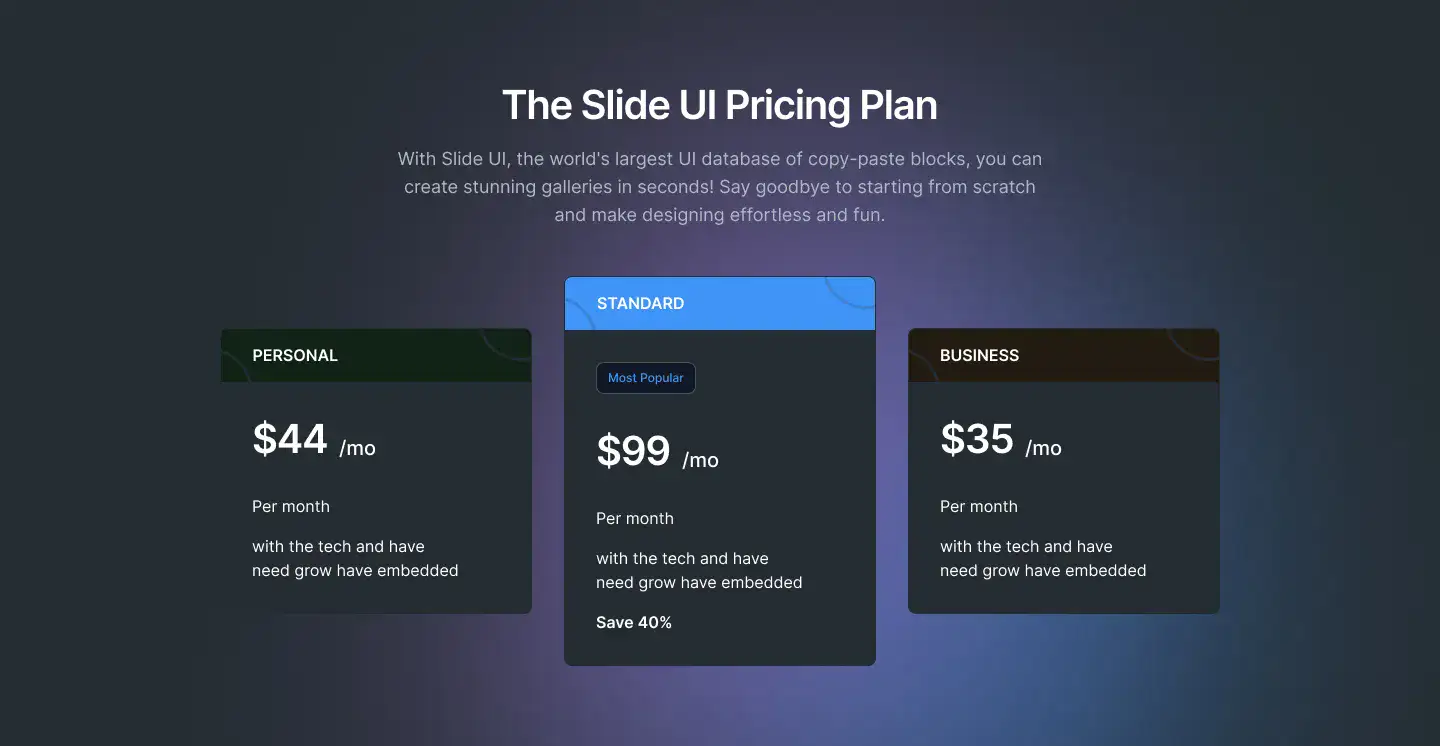 The Slide UI Pricing Plan
With Slide UI, the world's largest UI database of copy-paste blocks, you can
create stunning galleries in seconds! Say goodbye to starting from scratch
and make designing effortless and fun.
PERSONAL
$44 /mo
Per month
with the tech and have
need grow have embedded
STANDARD
Most Popular
$99 /mo
Per month
with the tech and have
need grow have embedded
Save 40%
BUSINESS
$35 /mo
Per month
with the tech and have
need grow have embedded